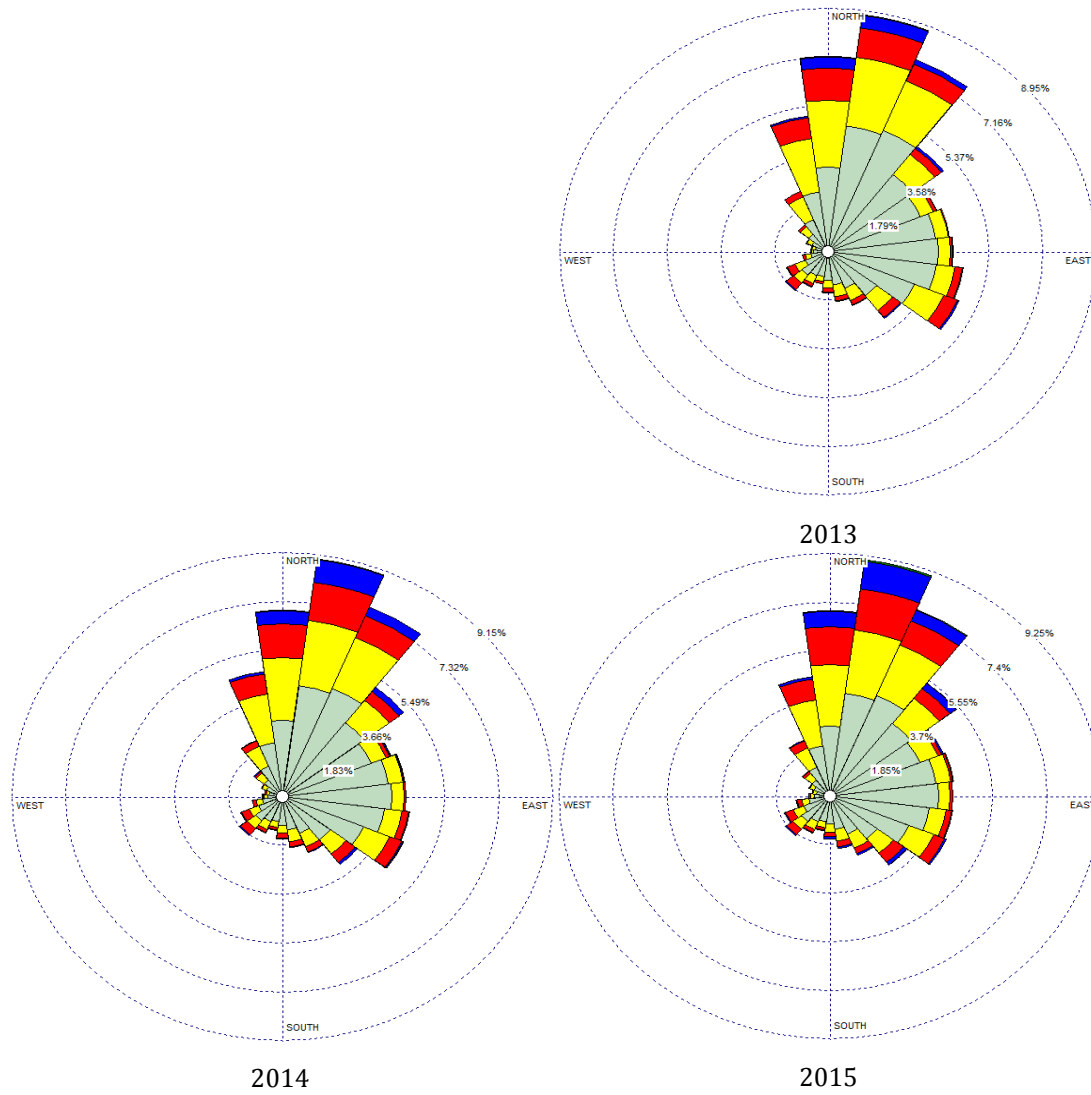 NORTH
8.95%
7.16%
5.37%
3.58%
1.79%
WEST
EAST
SOUTH
2013
NORTH
9.15%
7.32%
5.49%
3.66%
1.83%
WEST
EAST
SOUTH
2014
NORTH
9.25%
7.4%
5.55%
3.7%
1.85%
WEST
EAST
SOUTH
2015